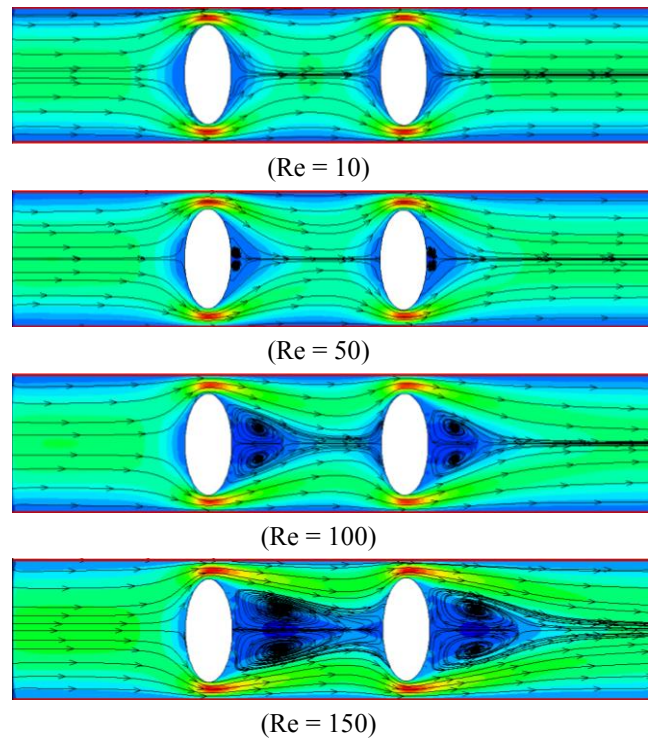 (Re = 10)
(Re = 50)
(Re = 100)
(Re = 150)